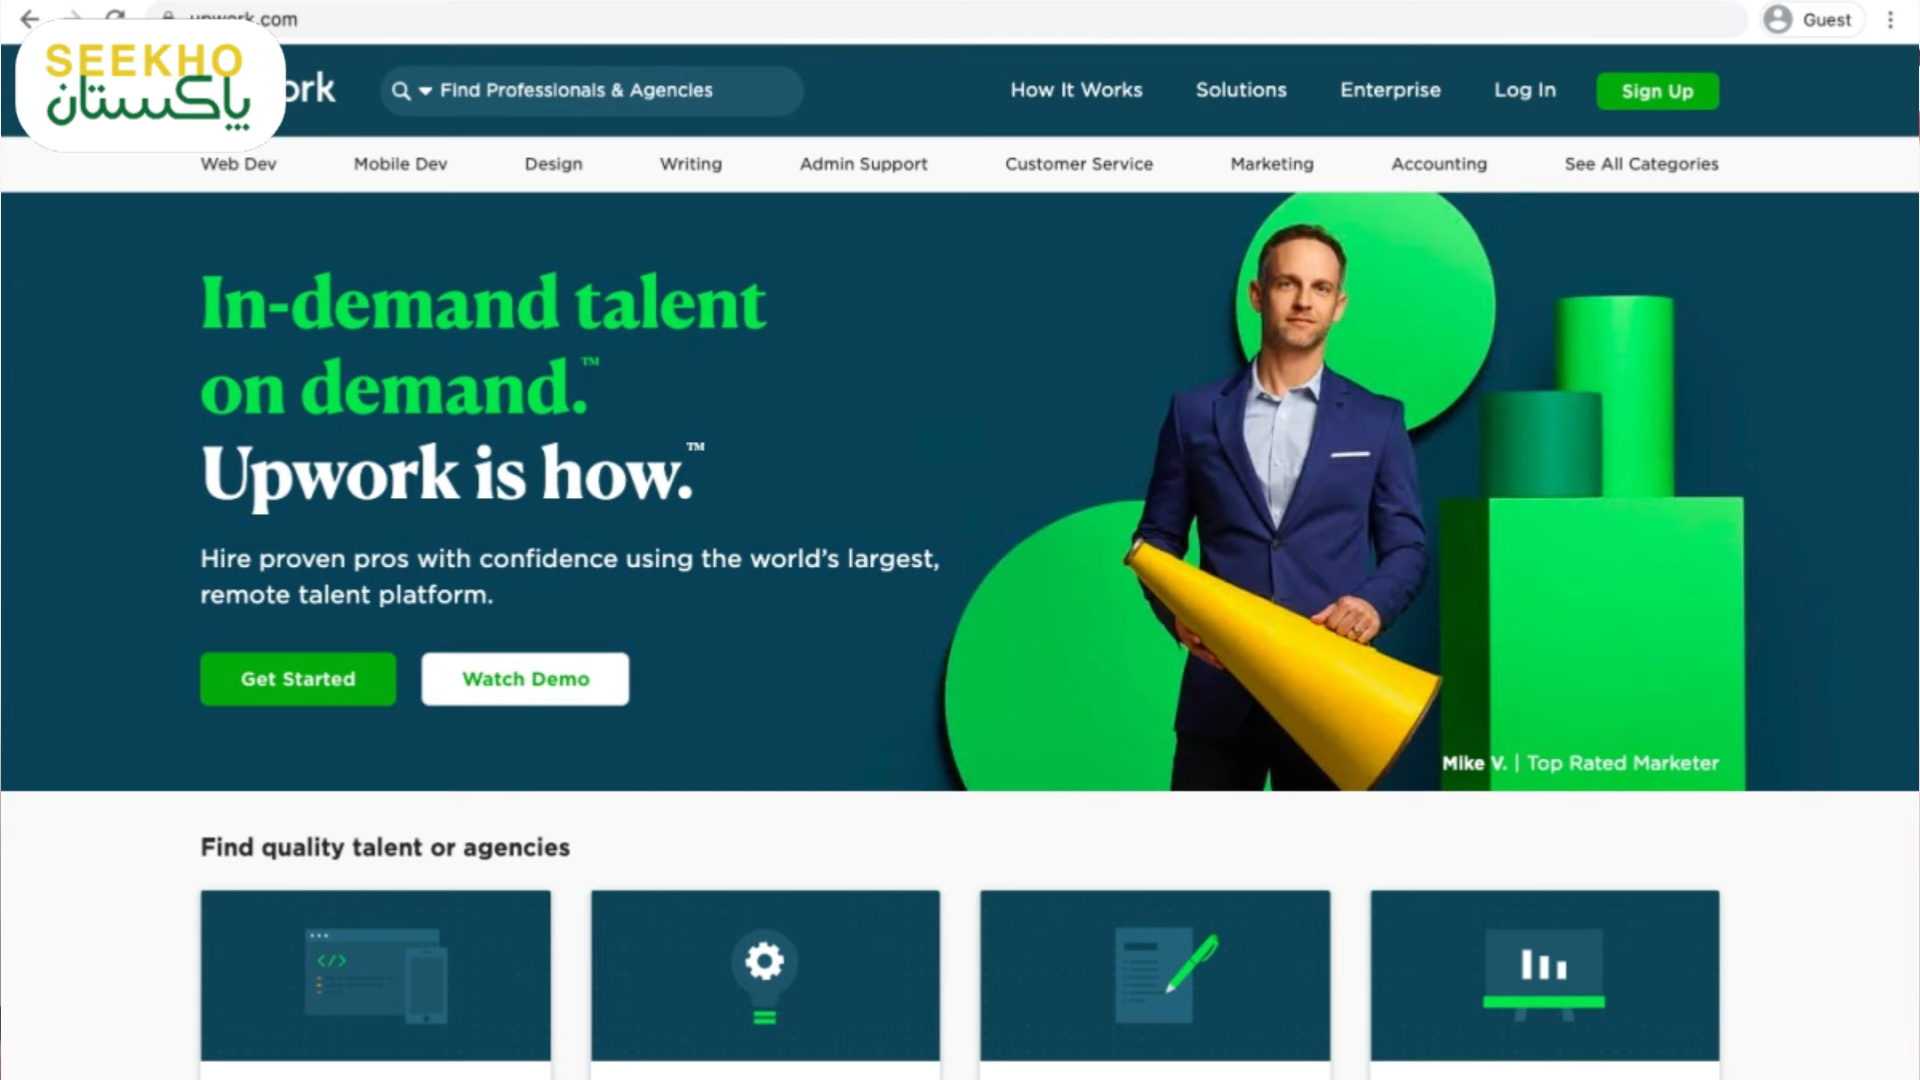 upwork.com
Guest
SEEKHO
پاکستان
ork
Find Professionals & Agencies
How It Works
Solutions
Enterprise
Log In
Sign Up
Web Dev
Mobile Dev
Design
Writing
Admin Support
Customer Service
Marketing
Accounting
See All Categories
In-demand talent
on demand.™
Upwork is how.™
Hire proven pros with confidence using the world's largest,
remote talent platform.
Get Started
Watch Demo
Mike V. | Top Rated Marketer
Find quality talent or agencies